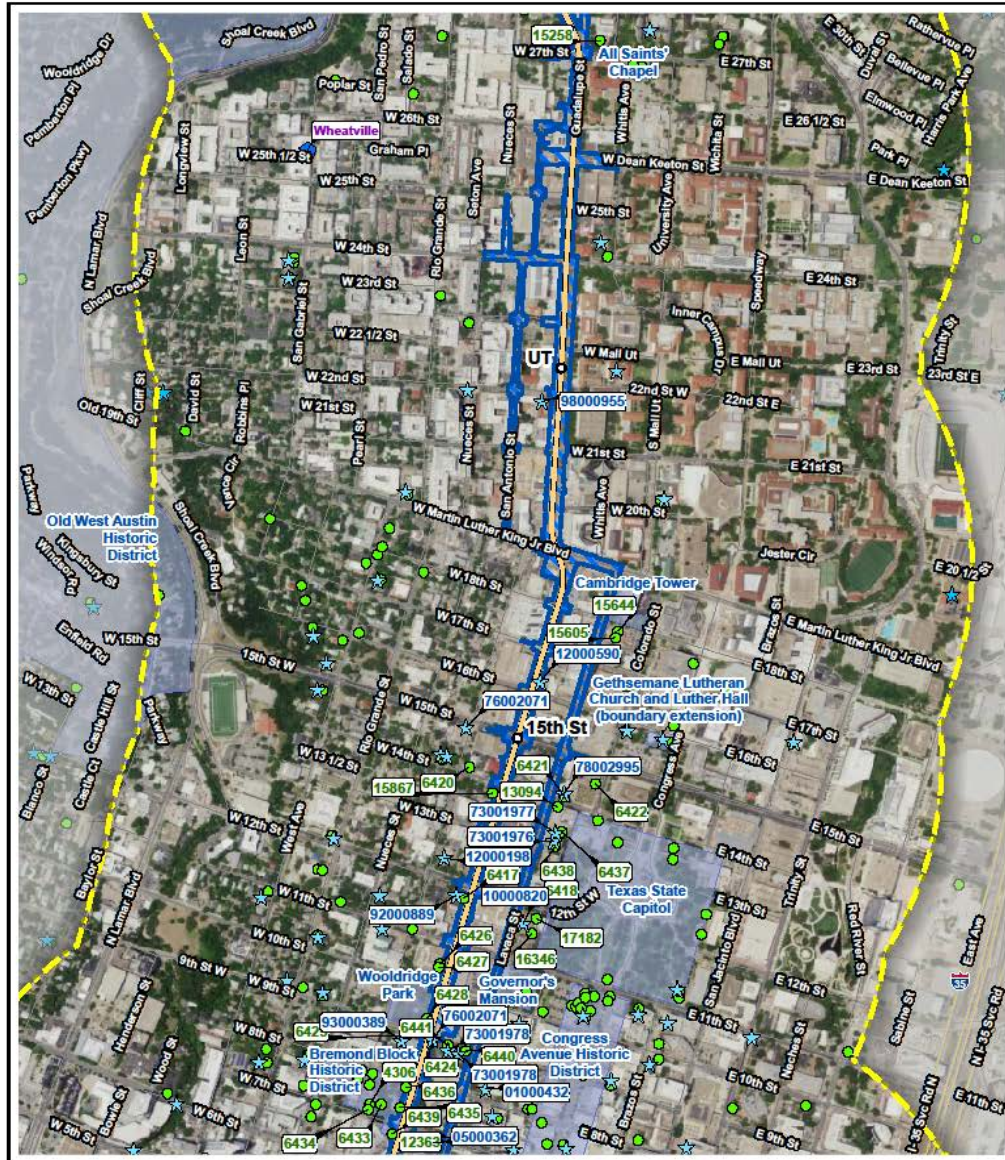 Shoal Creek Blvd
15258
W 27th St
All Saints'
Chapel
E 27th St
E 30th St
Duval St
Rathervue Pl
Bellevue Pl
Elmwood Pl
Harris Park Ave
Wooldridge Dr
Pemberton Pl
Pemberton Pkwy
San Pedro St
Salado St
Poplar St
W 26th St
Wheatville
W 25th 1/2 St
Graham Pl
W 25th St
Longview St
Nueces St
Guadalupe St
Whitis Ave
Wichita St
E 26 1/2 St
Park Pl
W Dean Keeton St
E Dean Keeton St
Seton Ave
Rio Grande St
Leon St
W 24th St
W 23rd St
W 25th St
University Ave
Speedway
E 24th St
N Lamar Blvd
Shoal Creek Blvd
San Gabriel St
W 22 1/2 St
Inner Campus Dr
Trinity St
UT
W Mall Ut
E Mall Ut
E 23rd St
23rd St E
W 22nd St
22nd St W
22nd St E
98000955
Cliff St
David St
Old 19th St
Robbins Pl
W 21st St
Pearl St
Nueces St
San Antonio St
S Mall Ut
W 21st St
E 21st St
Vance Cir
Whitis Ave
W 20th St
Parkway
Old West Austin
Historic
District
Shoal Creek Blvd
W Martin Luther King Jr Blvd
Jester Cir
E 20 1/2 St
Kingsbury St
Windsor Rd
W 18th St
Cambridge Tower
15644
W 17th St
15605
Colorado St
Brazos St
E Martin Luther King Jr Blvd
Enfield Rd
W 15th St
15th St W
12000590
E 18th St
W 16th St
Gethsemane Lutheran
Church and Luther Hall
(boundary extension)
W 13th St
Castle Hill St
Parkway
Rio Grande St
W 15th St
76002071
15th St
E 17th St
W 14th St
W 13 1/2 St
Congress Ave
E 16th St
Blanco St
Castle Ct
6421
78002995
15867
6420
13094
6422
E 15th St
W 12th St
West Ave
Nueces St
W 13th St
73001977
73001976
E 14th St
Baylor St
12000198
6438
6437
6417
6418
Texas State
Capitol
Trinity St
E 13th St
N Lamar Blvd
W 11th St
92000889
10000820
12th St W
17182
W 10th St
6426
Lavaca St
16346
San Jacinto Blvd
Red River St
East Ave
9th St W
6427
W 9th St
Wooldridge
Park
Governor's
Mansion
E 12th St
35
6428
Henderson St
W 8th St
93000389
6441
76002071
73001978
E 11th St
Sabine St
N I-35 Svc Rd
Bremond Block
Historic
District
Congress
Avenue Historic
District
6424
6440
Wood St
W 7th St
4306
73001978
E 10th St
Neches St
6436
01000432
Bowie St
W 6th St
6439
6435
Brazos St
E 11th St
I-35 Svc Rd N
W 5th St
6434
6433
12363
05000362
E 8th St
E 9th St